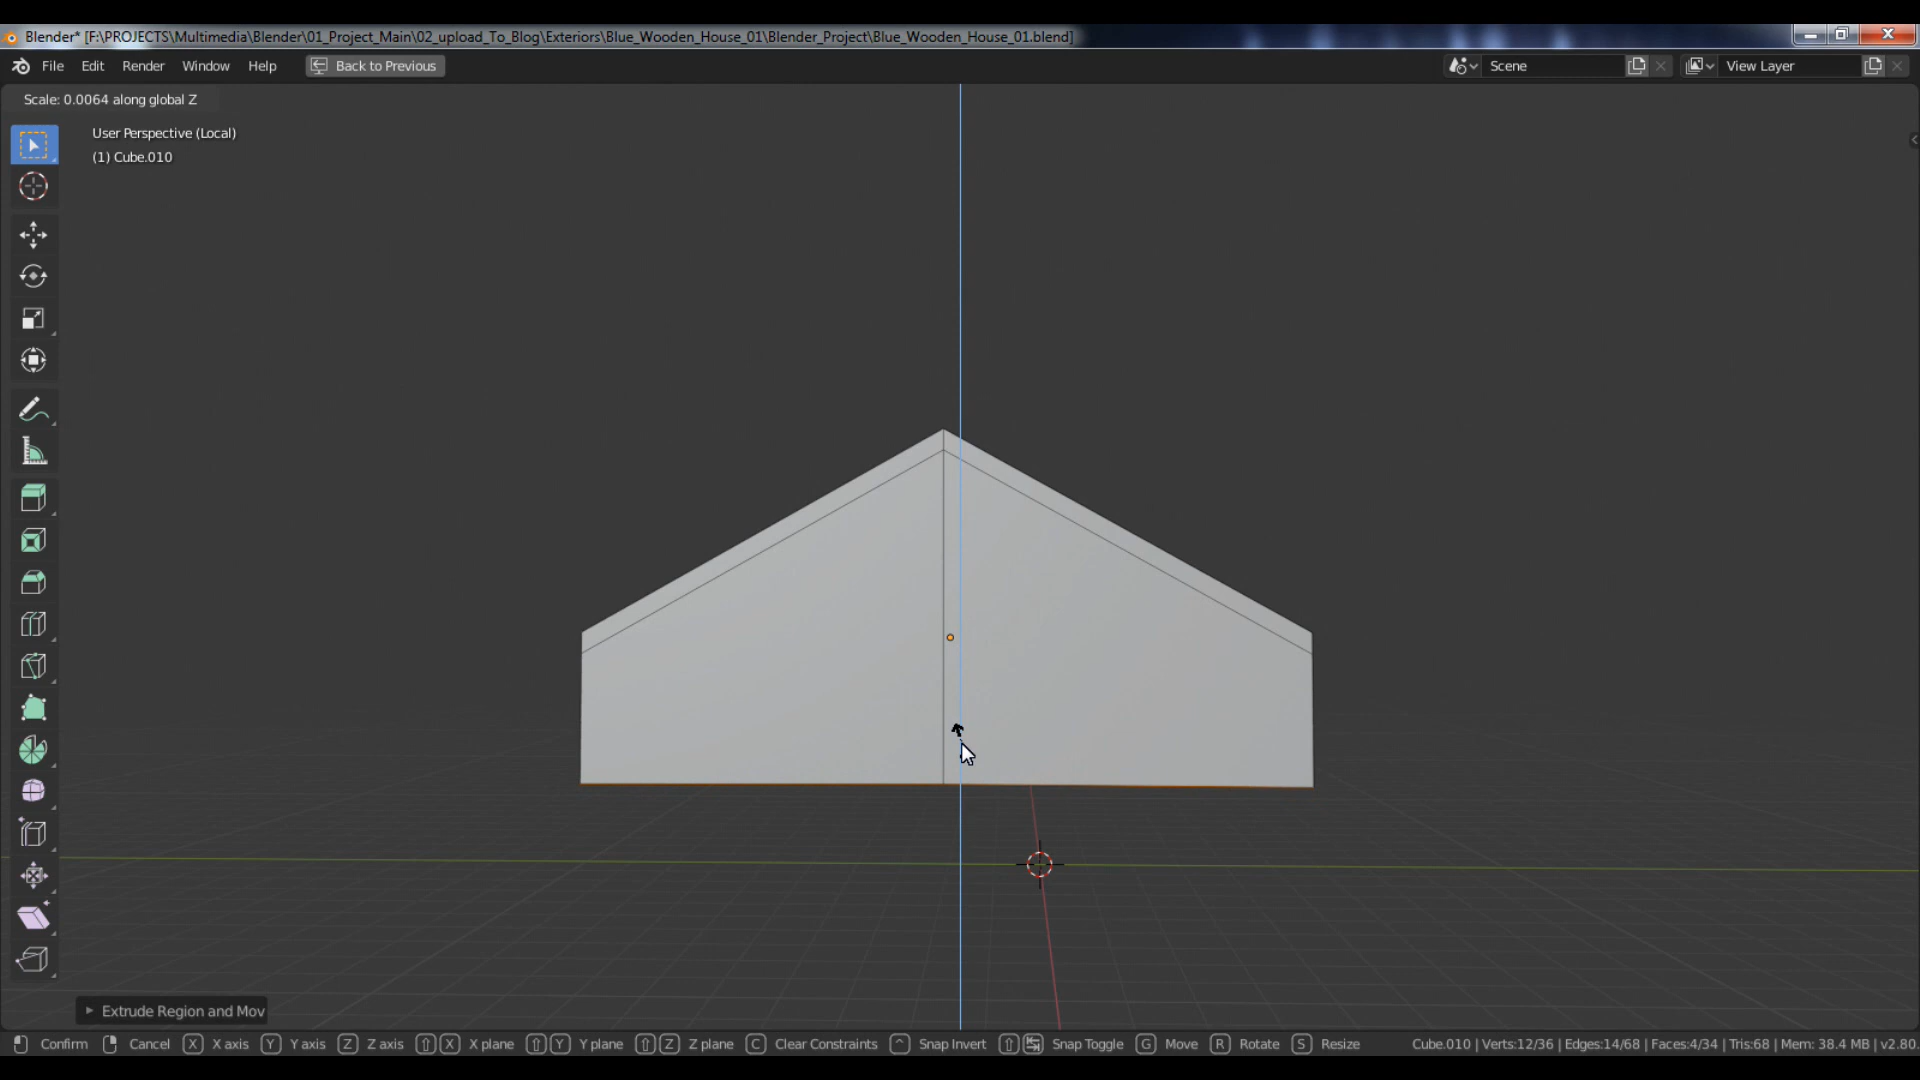 Blender* [F:\PROJECTS\Multimedia\Blender\01_Project_Main\02_upload_To_Blog\Exteriors\Blue_Wooden_House_01\Blender_Project\Blue_Wooden_House_01.blend]
File Edit Render Window Help Back to Previous Scene View Layer
Scale: 0.0064 along global Z
User Perspective (Local)
(1) Cube.010
Extrude Region and Mov
Confirm Cancel X X axis Y Y axis Z Z axis X X plane Y Y plane Z Z plane C Clear Constraints ^ Snap Invert Snap Toggle G Move R Rotate S Resize Cube.010 | Verts:12/36 | Edges:14/68 | Faces:4/34 | Tris:68 | Mem: 38.4 MB | v2.80.